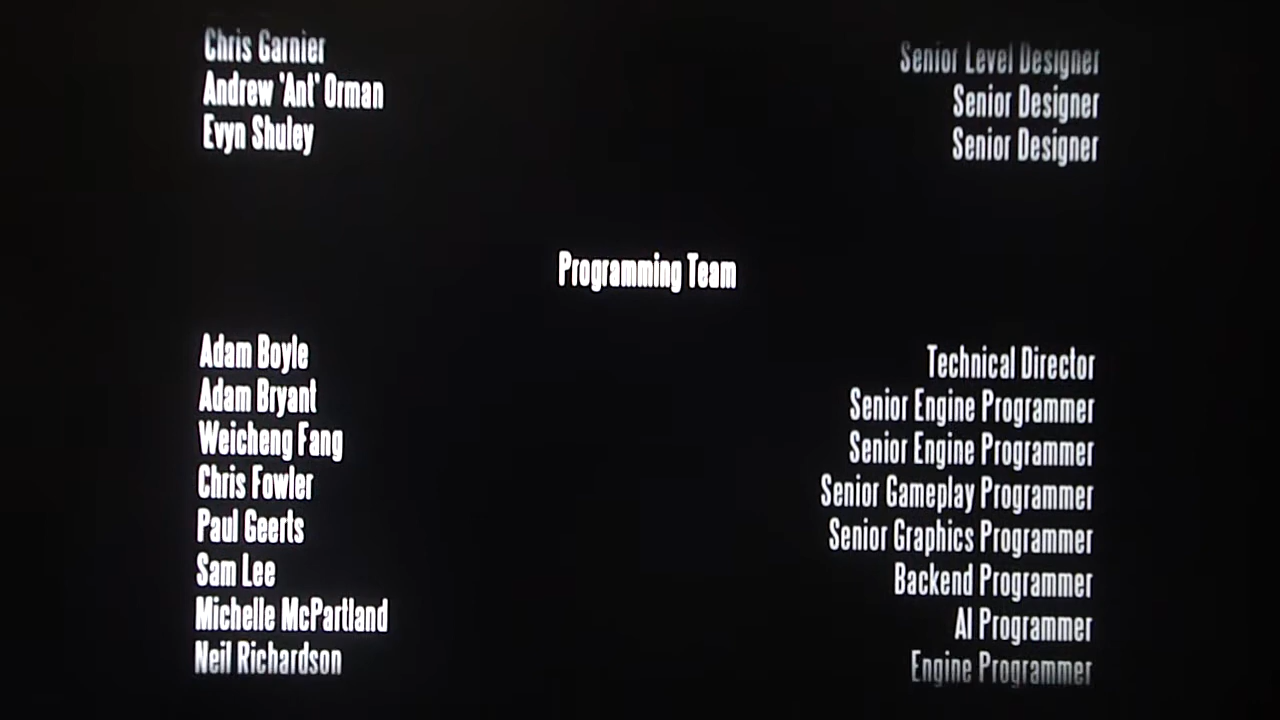 Chris Garnier Senior Level Designer
Andrew 'Ant' Orman Senior Designer
Evyn Shuley Senior Designer
Programming Team
Adam Boyle Technical Director
Adam Bryant Senior Engine Programmer
Weicheng Fang Senior Engine Programmer
Chris Fowler Senior Gameplay Programmer
Paul Geerts Senior Graphics Programmer
Sam Lee Backend Programmer
Michelle McPartland AI Programmer
Neil Richardson Engine Programmer